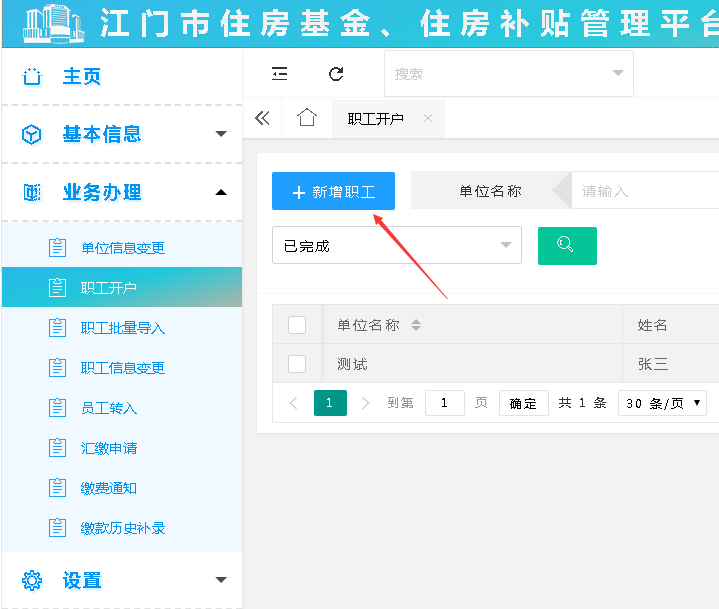 江门市住房基金、住房补贴管理平台
主页
搜索
基本信息
职工开户
业务办理
新增职工
单位名称
请输入
单位信息变更
已完成
职工开户
职工批量导入
单位名称
姓名
职工信息变更
测试
张三
员工转入
1
到第
1
页
确定
共 1 条
30 条/页
汇缴申请
缴费通知
缴款历史补录
设置